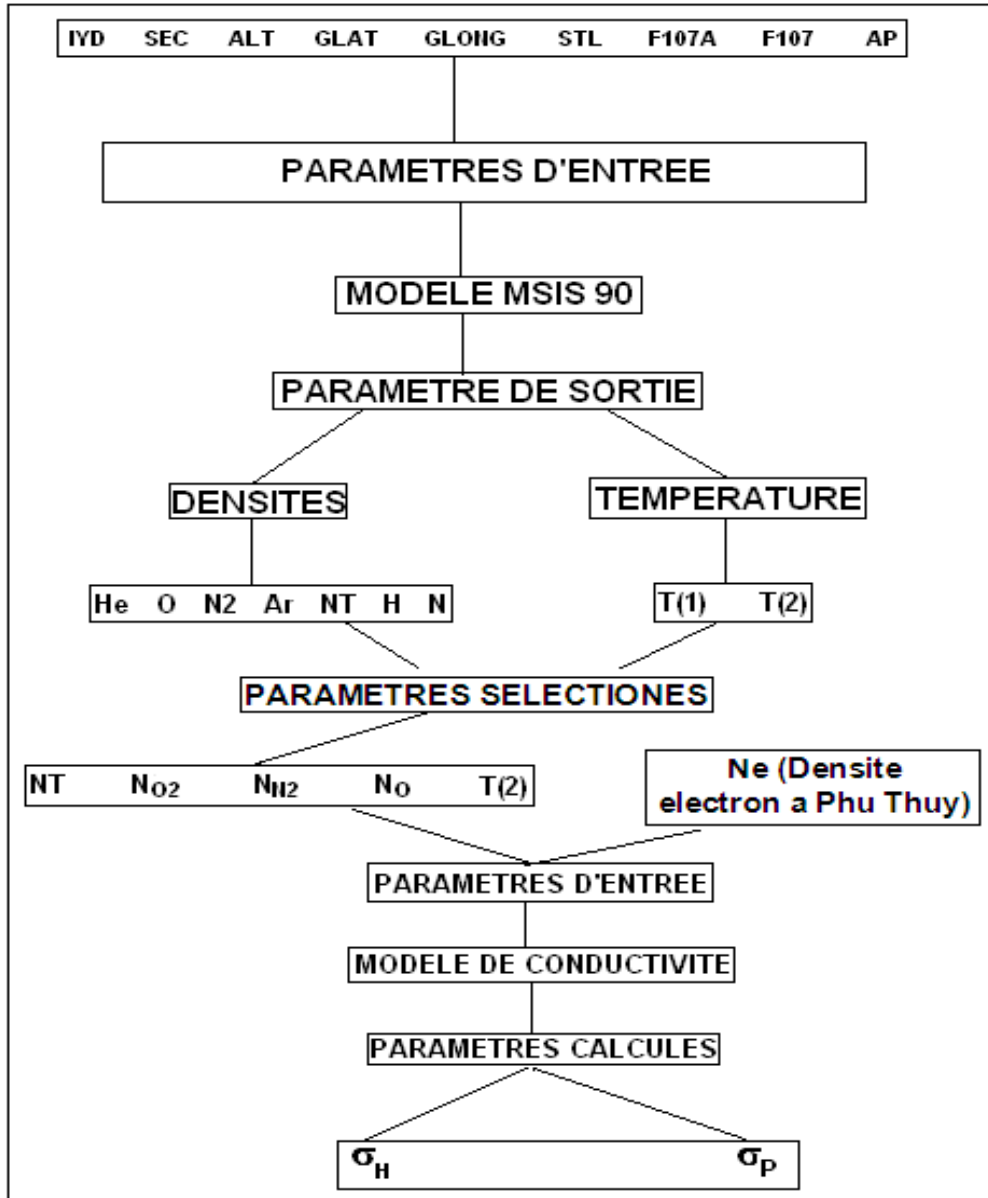 IYD SEC ALT GLAT GLONG STL F107A F107 AP
PARAMETRES D'ENTREE
MODELE MSIS 90
PARAMETRE DE SORTIE
DENSITES
TEMPERATURE
He O N2 Ar NT H N
T(1) T(2)
PARAMETRES SELECTIONES
NT NO2 NN2 NO T(2)
Ne (Densite
electron a Phu Thuy)
PARAMETRES D'ENTREE
MODELE DE CONDUCTIVITE
PARAMETRES CALCULES
σH σP